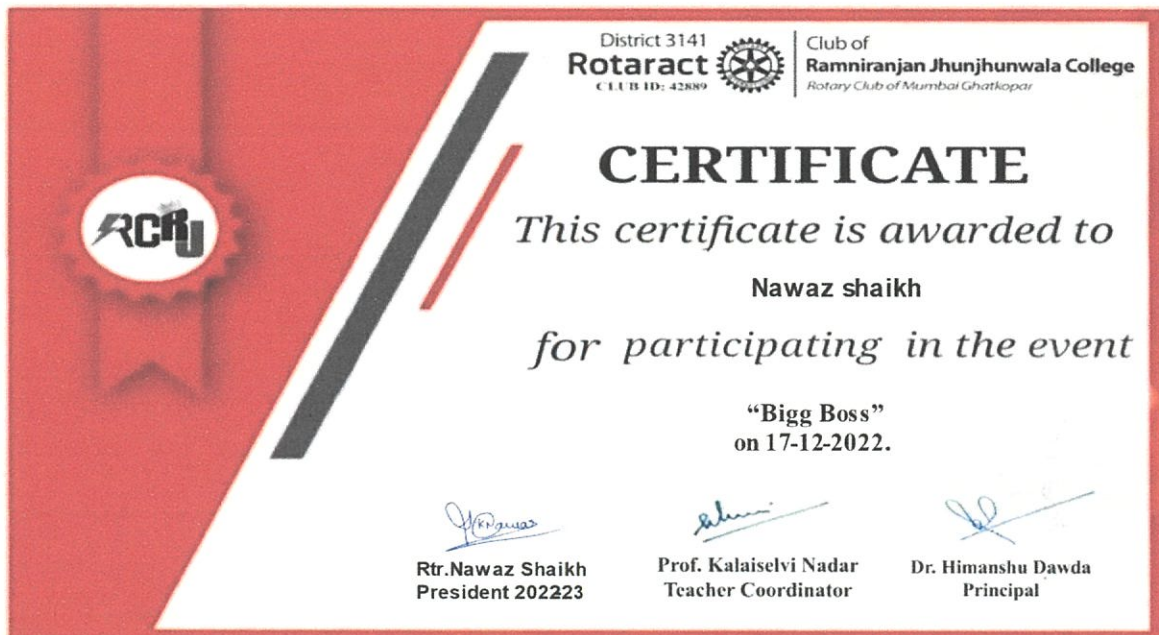 District 3141
Rotaract
CLUB ID: 42889
Club of
Ramniranjan Jhunjhunwala College
Rotary Club of Mumbai Ghatkopar
RCRJ
CERTIFICATE
This certificate is awarded to
Nawaz shaikh
for participating in the event
“Bigg Boss”
on 17-12-2022.
Rtr.Nawaz Shaikh
President 202223
Prof. Kalaiselvi Nadar
Teacher Coordinator
Dr. Himanshu Dawda
Principal